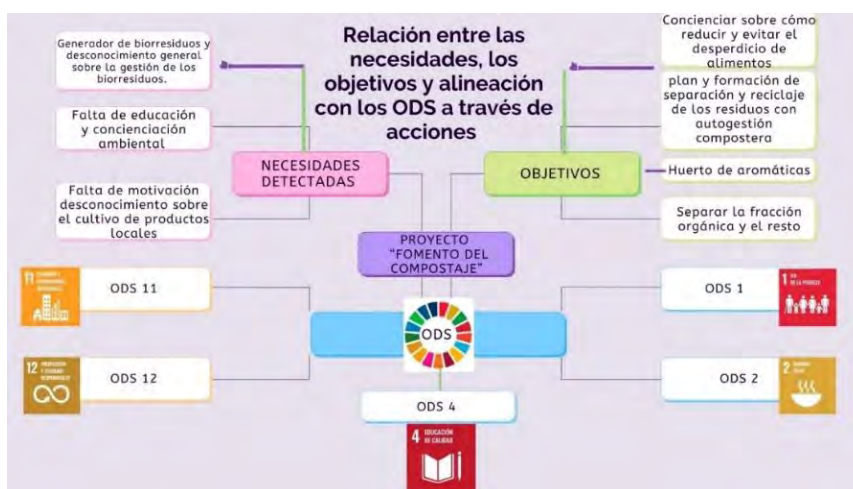 Relación entre las
necesidades, los
objetivos y alineación
con los ODS a través de
acciones
Generador de biorresiduos y
desconocimiento general
sobre la gestión de los
biorresiduos.
Falta de educación
y concienciación
ambiental
Falta de motivación
desconocimiento sobre
el cultivo de productos
locales
NECESIDADES
DETECTADAS
Concienciar sobre cómo
reducir y evitar el
desperdicio de
alimentos
plan y formación de
separación y reciclaje
de los residuos con
autogestión
compostera
Huerto de aromáticas
Separar la fracción
orgánica y el resto
OBJETIVOS
PROYECTO
"FOMENTO DEL
COMPOSTAJE"
11
ODS 11
12
ODS 12
ODS
ODS 1
1
ODS 2
2
ODS 4
4 EDUCACIÓN
DE CALIDAD